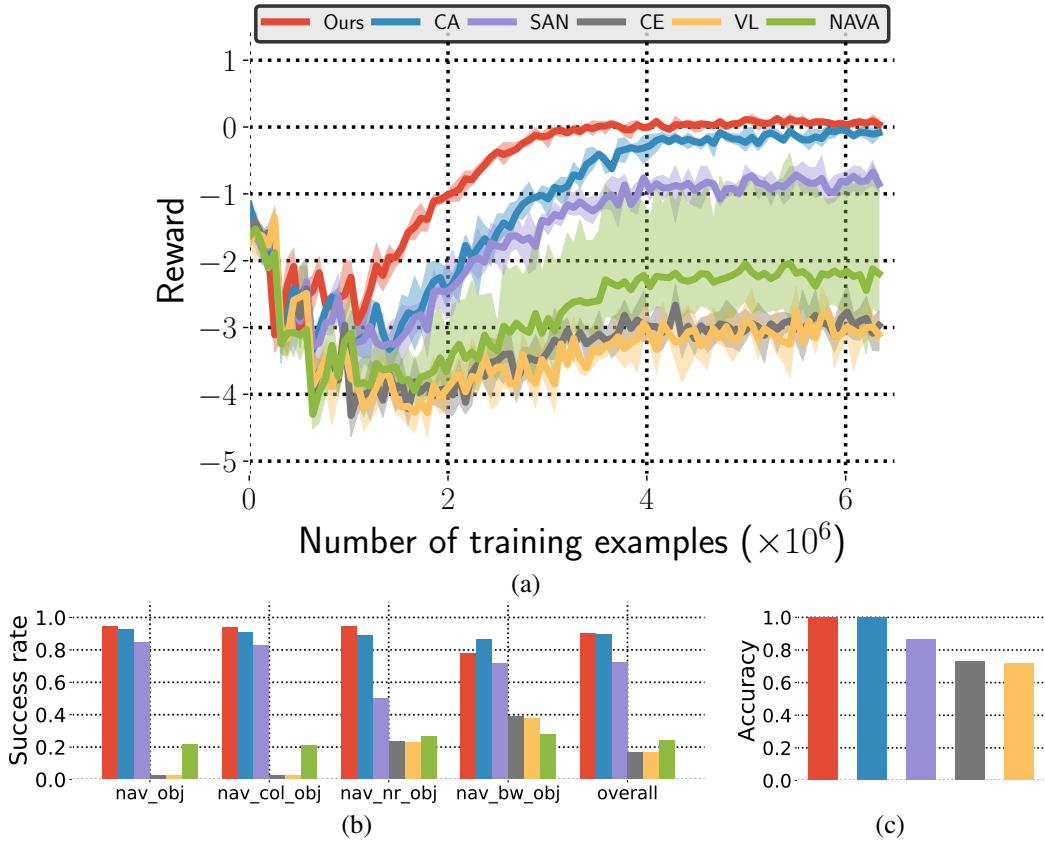 Ours CA SAN CE VL NAVA
1
0
−1
−2
−3
−4
−5
Reward
0 2 4 6
Number of training examples (×10⁶)
(a)
Success rate
1.0
0.8
0.6
0.4
0.2
0.0
nav_obj nav_col_obj nav_nr_obj nav_bw_obj overall
(b)
Accuracy
1.0
0.8
0.6
0.4
0.2
0.0
(c)